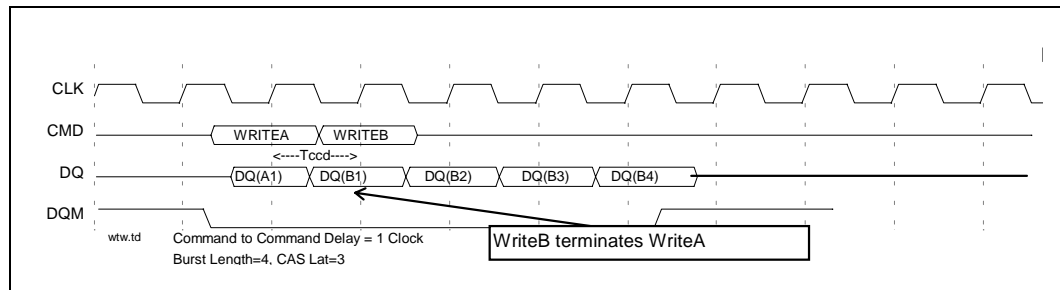 CLK
CMD WRITEA WRITEB
<----Tccd---->
DQ DQ(A1) DQ(B1) DQ(B2) DQ(B3) DQ(B4)
DQM
wtw.td Command to Command Delay = 1 Clock
WriteB terminates WriteA
Burst Length=4, CAS Lat=3